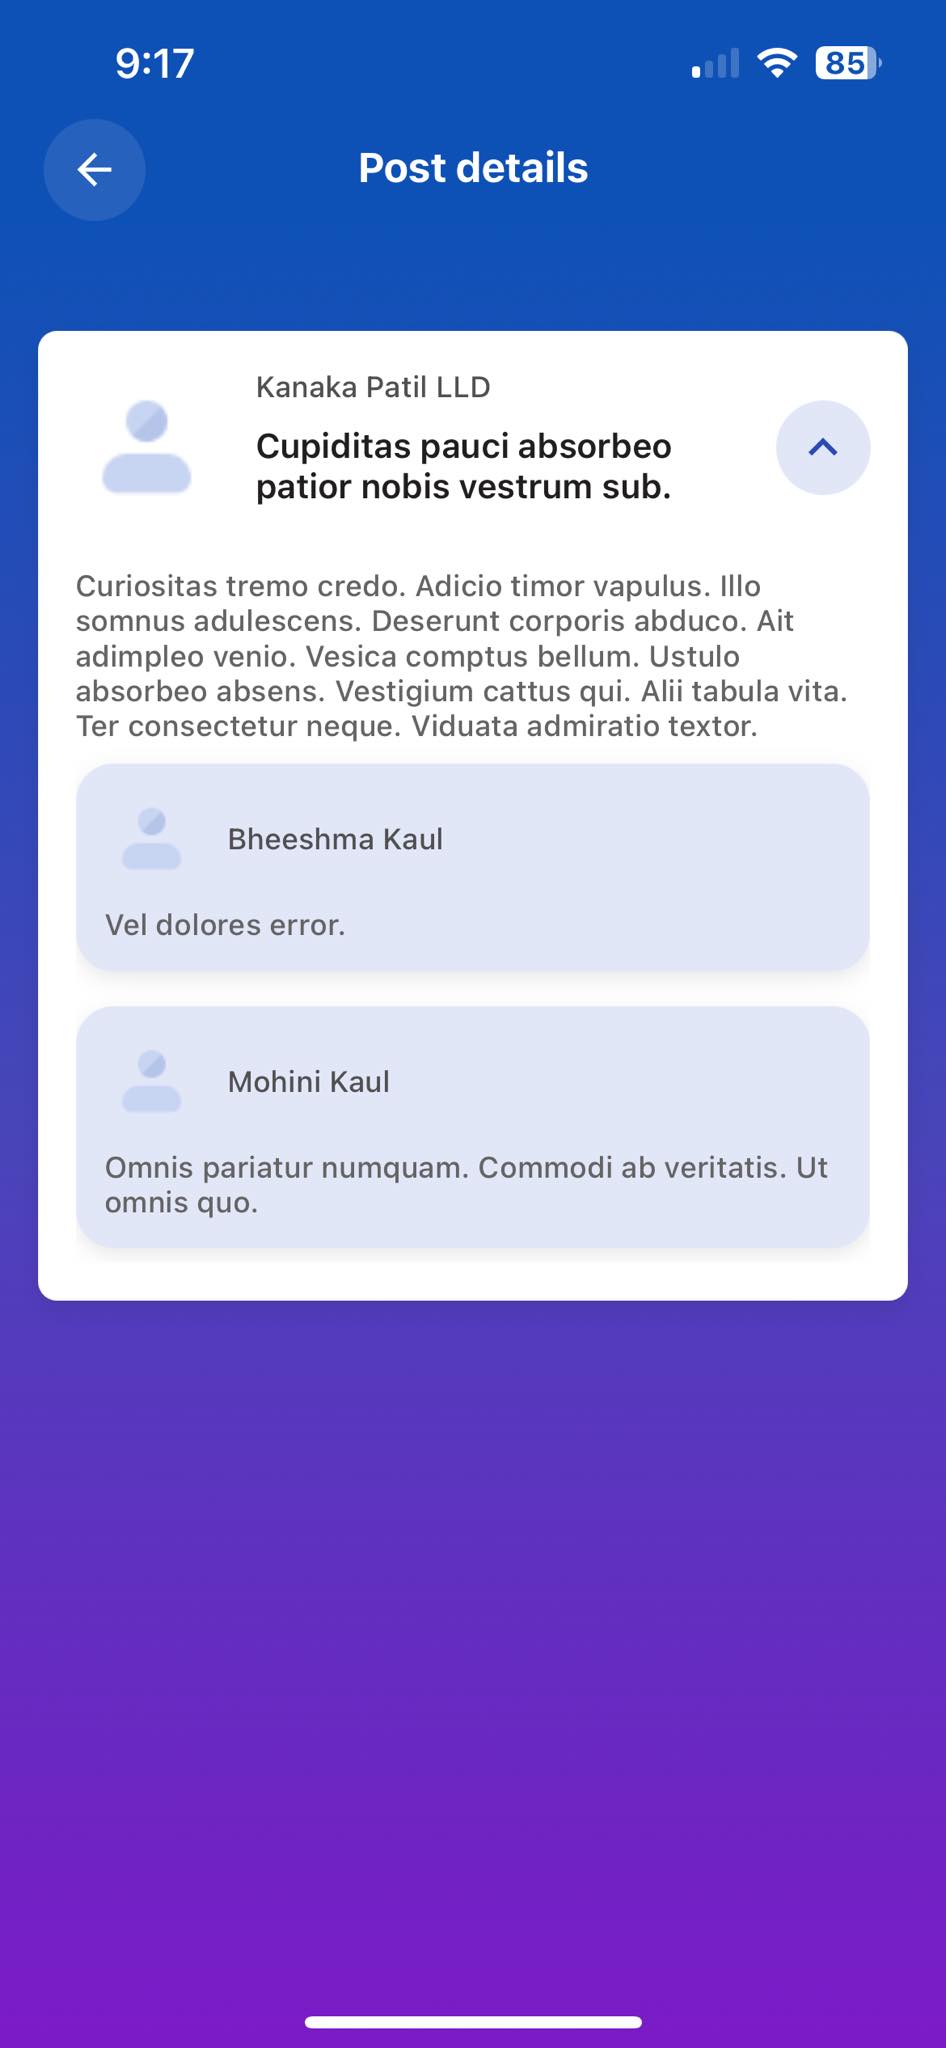 9:17
85
Post details
Kanaka Patil LLD
Cupiditas pauci absorbeo
patior nobis vestrum sub.
Curiositas tremo credo. Adicio timor vapulus. Illo
somnus adulescens. Deserunt corporis abduco. Ait
adimpleo venio. Vesica comptus bellum. Ustulo
absorbeo absens. Vestigium cattus qui. Alii tabula vita.
Ter consectetur neque. Viduata admiratio textor.
Bheeshma Kaul
Vel dolores error.
Mohini Kaul
Omnis pariatur numquam. Commodi ab veritatis. Ut
omnis quo.